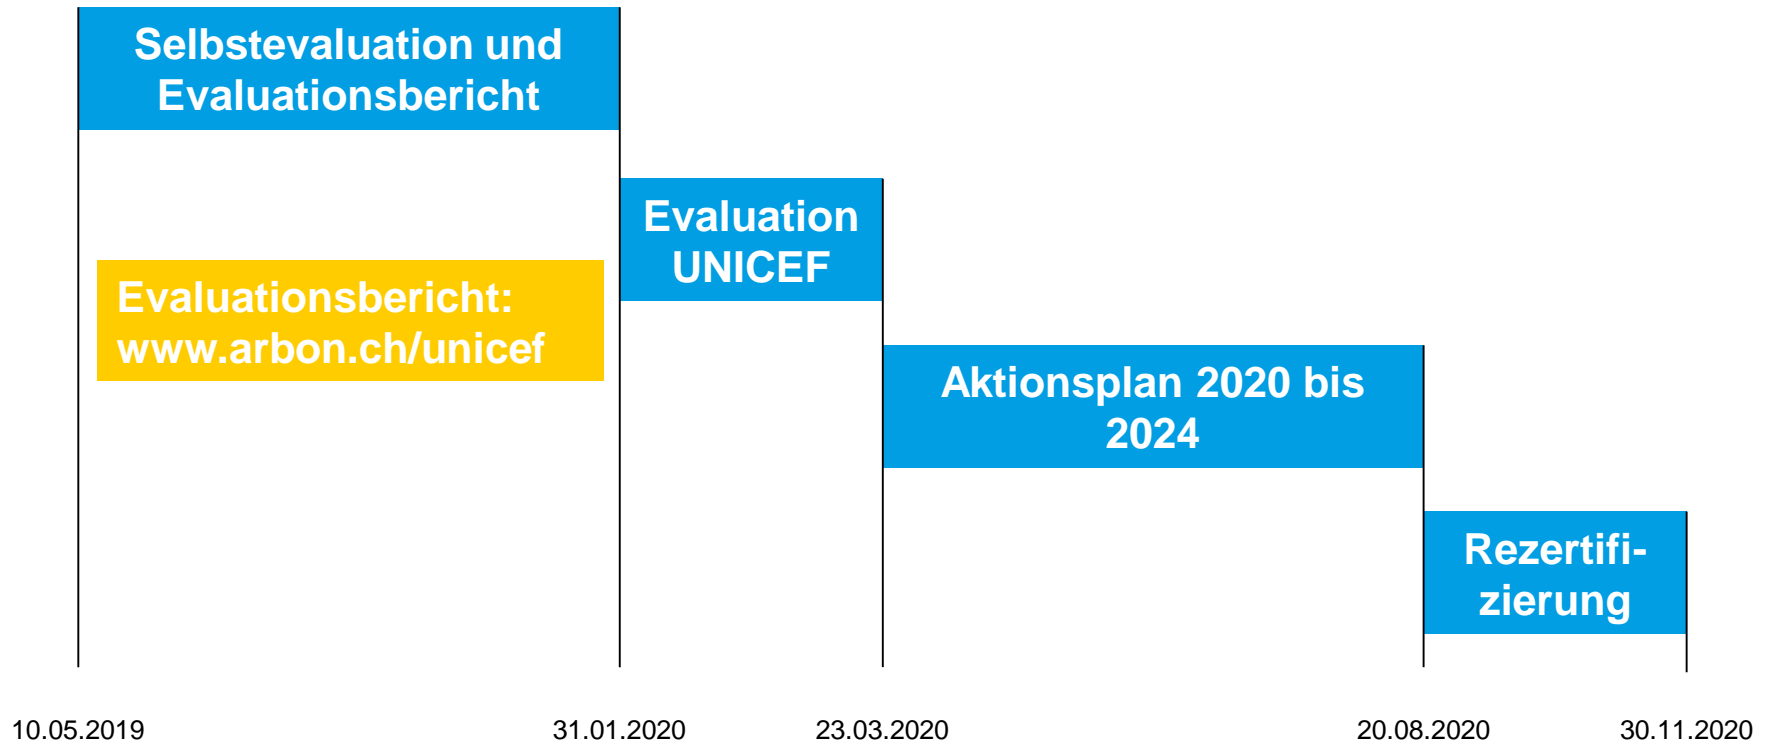 Selbstevaluation und
Evaluationsbericht
Evaluation
UNICEF
Evaluationsbericht:
www.arbon.ch/unicef
Aktionsplan 2020 bis
2024
Rezertifi-
zierung
10.05.2019
31.01.2020
23.03.2020
20.08.2020
30.11.2020